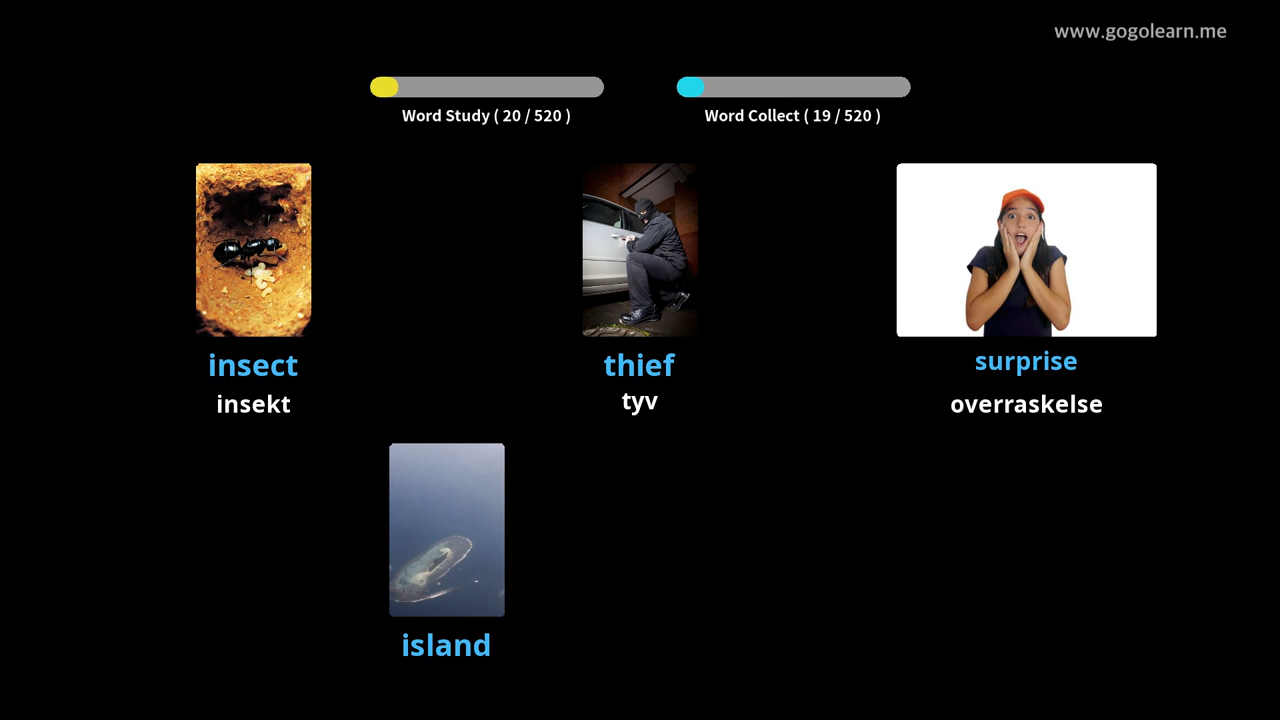 www.gogolearn.me
Word Study ( 20 / 520 )
Word Collect ( 19 / 520 )
insect
insekt
thief
tyv
surprise
overraskelse
island